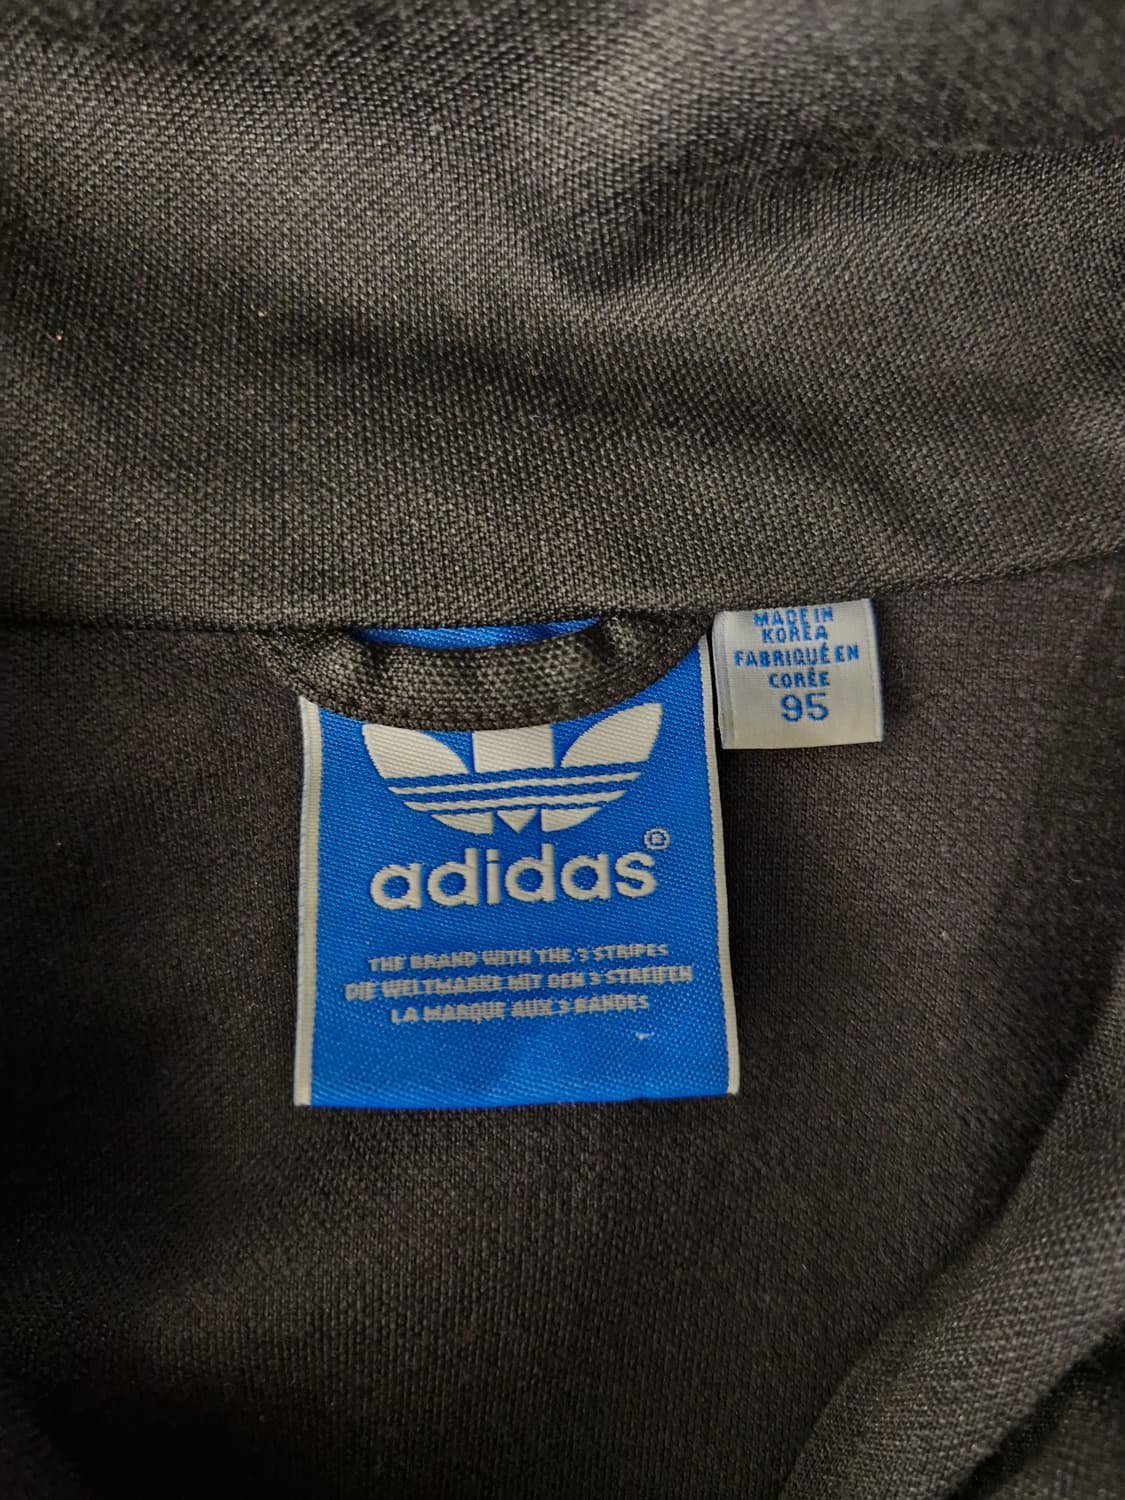 MADE IN
KOREA
FABRIQUÉ EN
CORÉE
95
adidas®
THE BRAND WITH THE 3 STRIPES
DIE WELTMARKE MIT DEN 3 STREIFEN
LA MARQUE AUX 3 BANDES